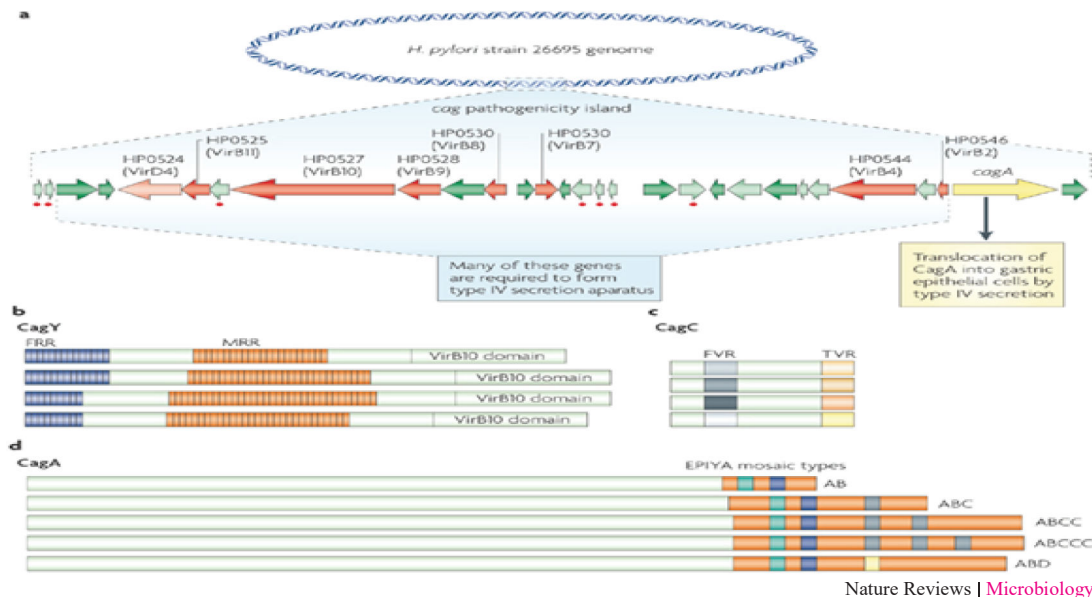 a
H. pylori strain 26695 genome
cag pathogenicity island
HP0524
(VirD4)
HP0525
(VirB11)
HP0527
(VirB10)
HP0528
(VirB9)
HP0530
(VirB8)
HP0530
(VirB7)
HP0544
(VirB4)
HP0546
(VirB2)
cagA
Many of these genes
are required to form
type IV secretion apparatus
Translocation of
CagA into gastric
epithelial cells by
type IV secretion
b
CagY
FRR
MRR
VirB10 domain
VirB10 domain
VirB10 domain
VirB10 domain
c
CagC
FVR
TVR
d
CagA
EPIYA mosaic types
AB
ABC
ABCC
ABCCC
ABD
Nature Reviews | Microbiology